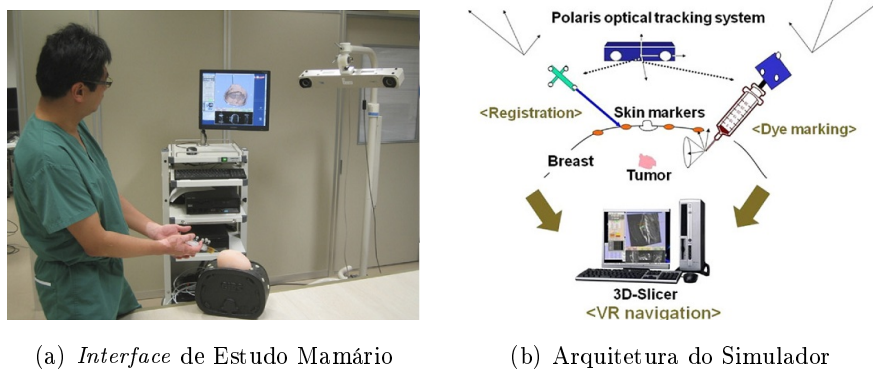 Polaris optical tracking system
<Registration>
Skin markers
<Dye marking>
Breast
Tumor
3D-Slicer
<VR navigation>
(a) Interface de Estudo Mamário
(b) Arquitetura do Simulador